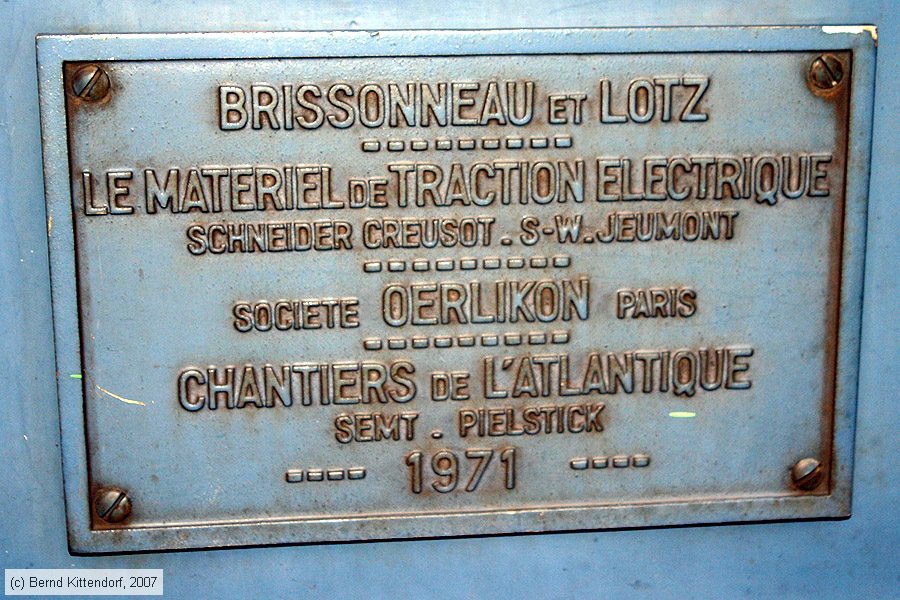 BRISSONNEAU ET LOTZ
LE MATERIEL DE TRACTION ELECTRIQUE
SCHNEIDER CREUSOT . S-W. JEUMONT
SOCIETE OERLIKON PARIS
CHANTIERS DE L'ATLANTIQUE
SEMT . PIELSTICK
1971
(c) Bernd Kittendorf, 2007